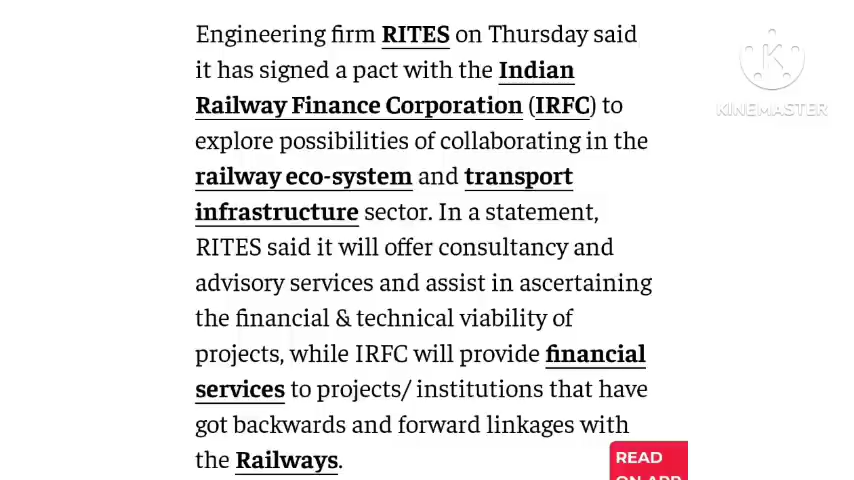 Engineering firm RITES on Thursday said
it has signed a pact with the Indian
Railway Finance Corporation (IRFC) to
explore possibilities of collaborating in the
railway eco-system and transport
infrastructure sector. In a statement,
RITES said it will offer consultancy and
advisory services and assist in ascertaining
the financial & technical viability of
projects, while IRFC will provide financial
services to projects/ institutions that have
got backwards and forward linkages with
the Railways.
K
KINEMASTER
READ
ON APP